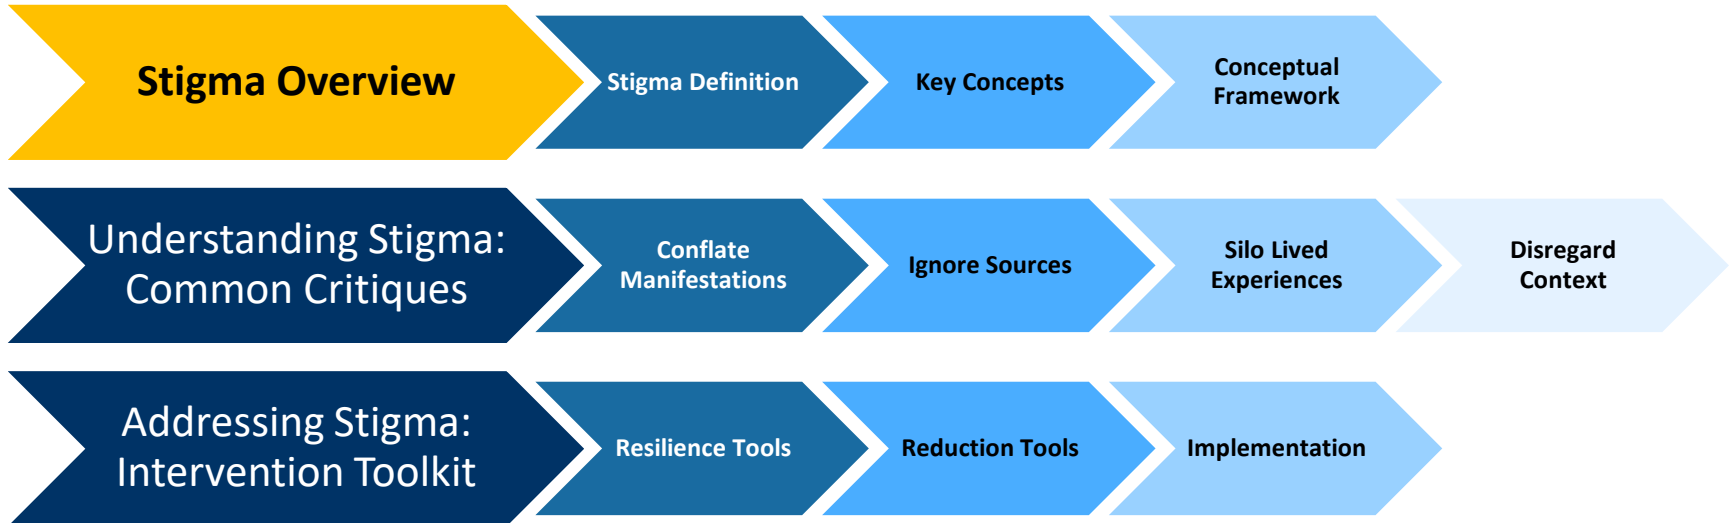 Stigma Overview
Stigma Definition
Key Concepts
Conceptual
Framework
Understanding Stigma:
Common Critiques
Conflate
Manifestations
Ignore Sources
Silo Lived
Experiences
Disregard
Context
Addressing Stigma:
Intervention Toolkit
Resilience Tools
Reduction Tools
Implementation